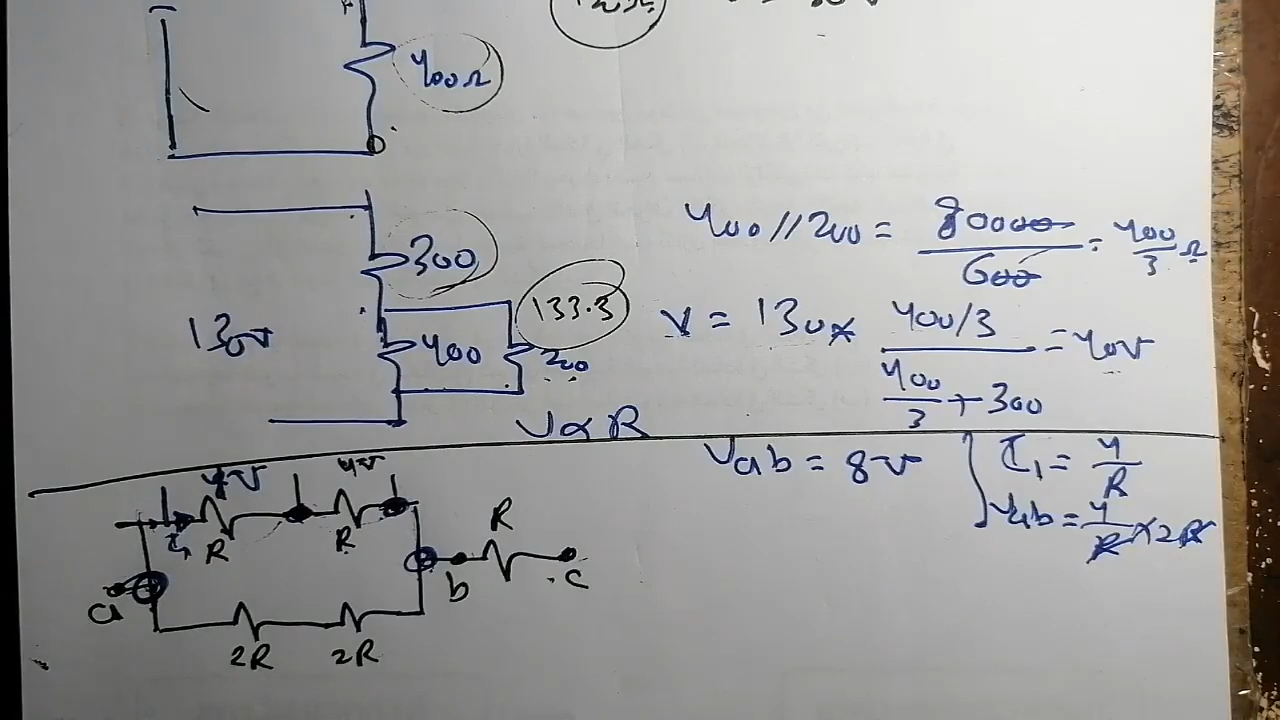 400Ω
300
133.3
130v
400
200
400 // 200 = 80000 / 600 = 400/3 Ω
V = 130 × (400/3) / (400/3 + 300) = 40v
V α R
Vab = 8v
I₁ = 4/R
Vab = 4/R × 2R
4v
4v
I₁
R
R
R
a
b
c
2R
2R